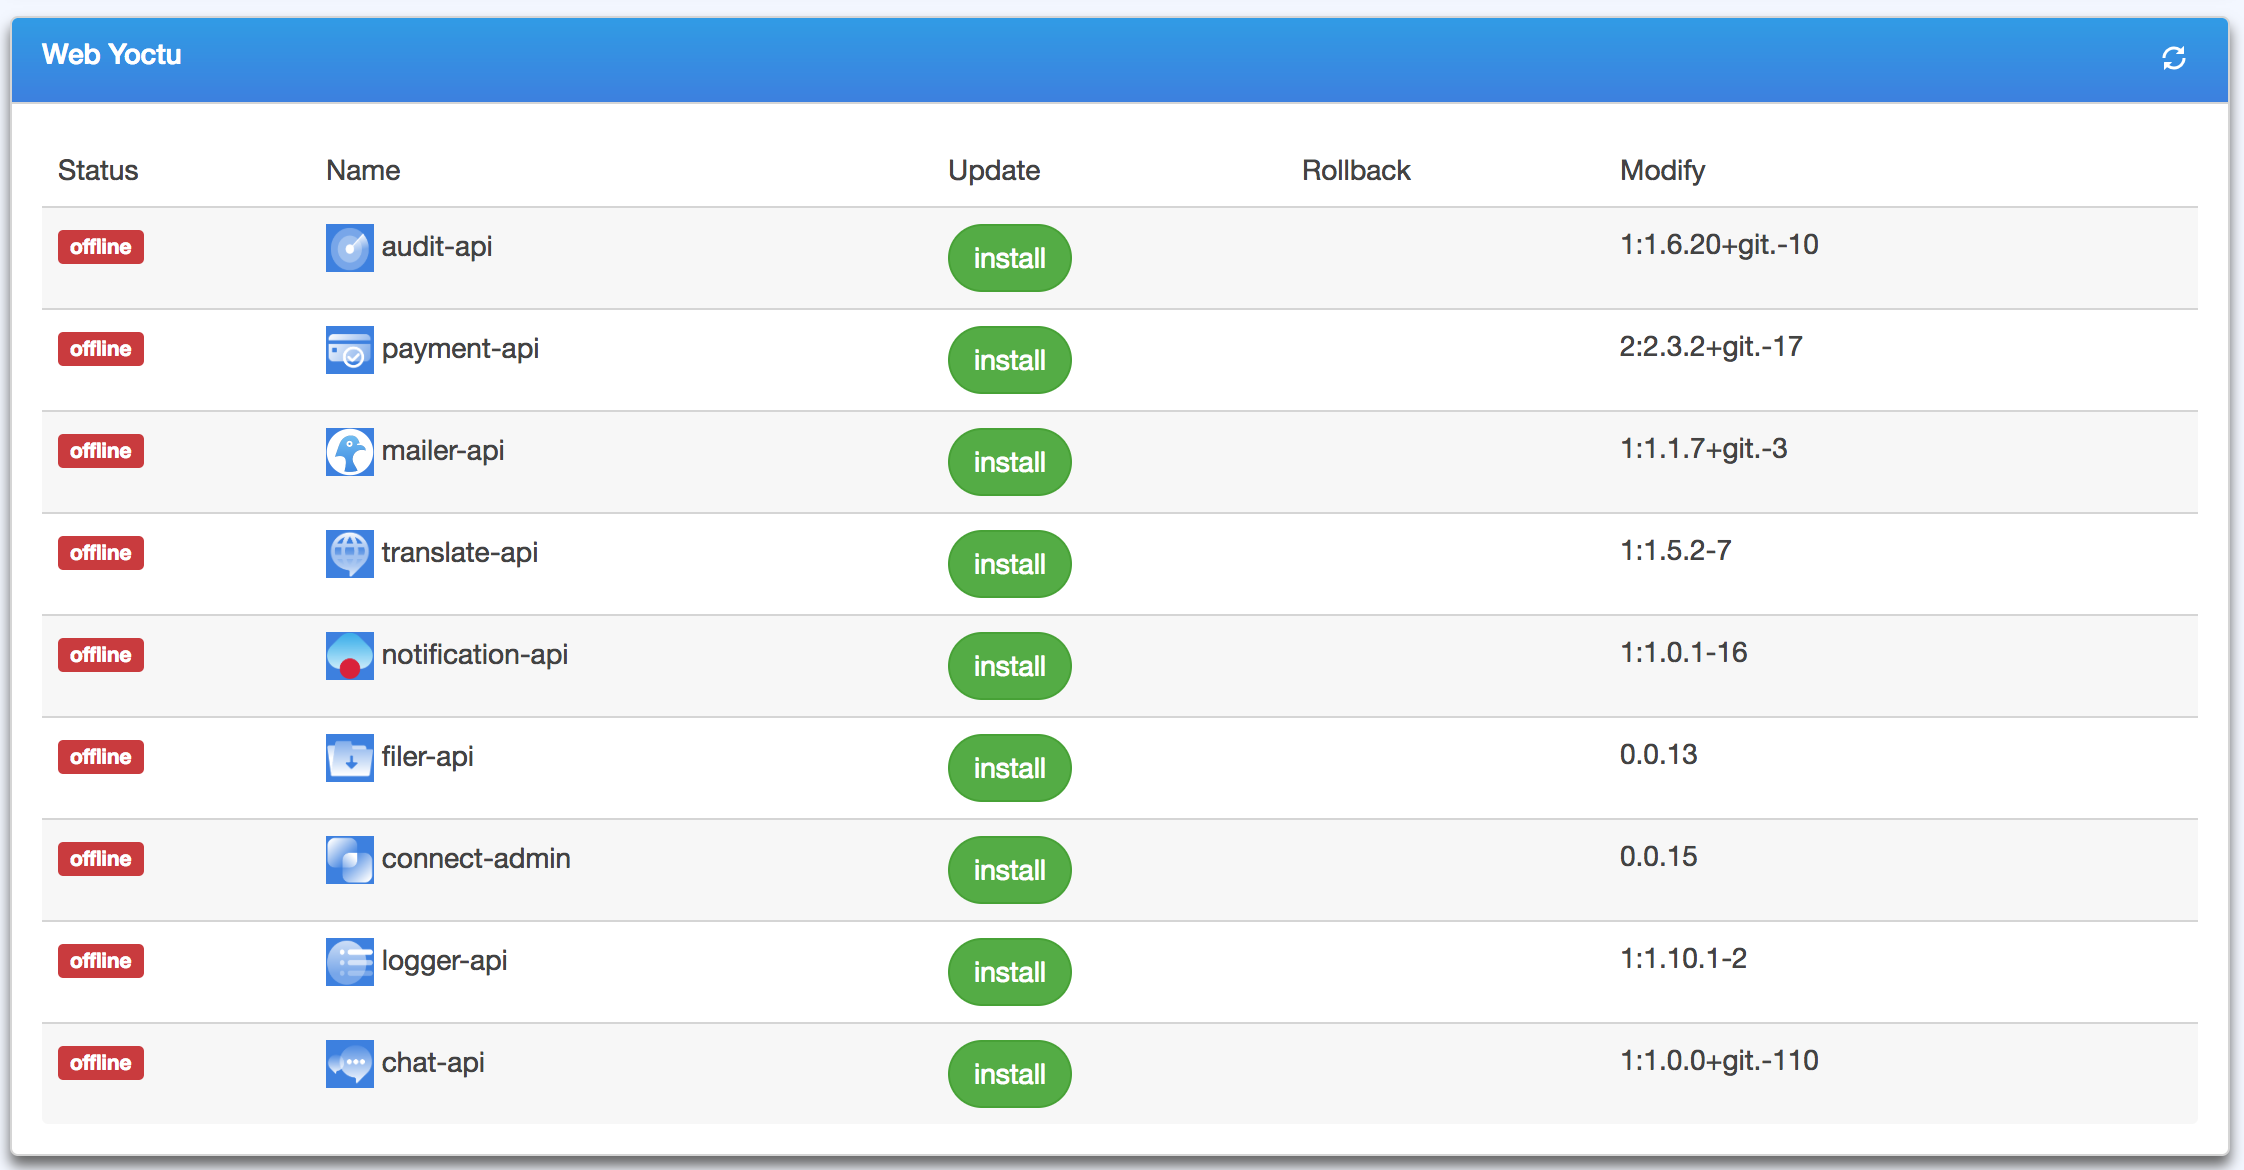 Web Yoctu
Status Name Update Rollback Modify
offline audit-api install 1:1.6.20+git.-10
offline payment-api install 2:2.3.2+git.-17
offline mailer-api install 1:1.1.7+git.-3
offline translate-api install 1:1.5.2-7
offline notification-api install 1:1.0.1-16
offline filer-api install 0.0.13
offline connect-admin install 0.0.15
offline logger-api install 1:1.10.1-2
offline chat-api install 1:1.0.0+git.-110